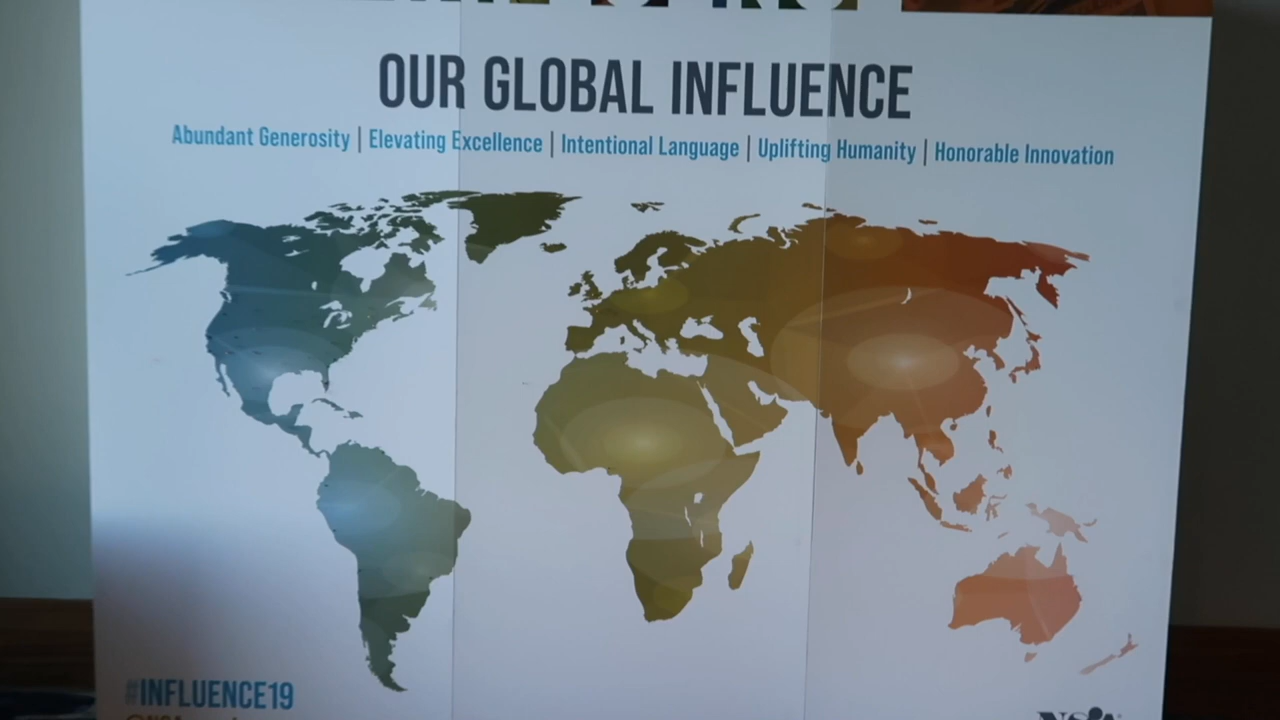 OUR GLOBAL INFLUENCE
Abundant Generosity | Elevating Excellence | Intentional Language | Uplifting Humanity | Honorable Innovation
#INFLUENCE19